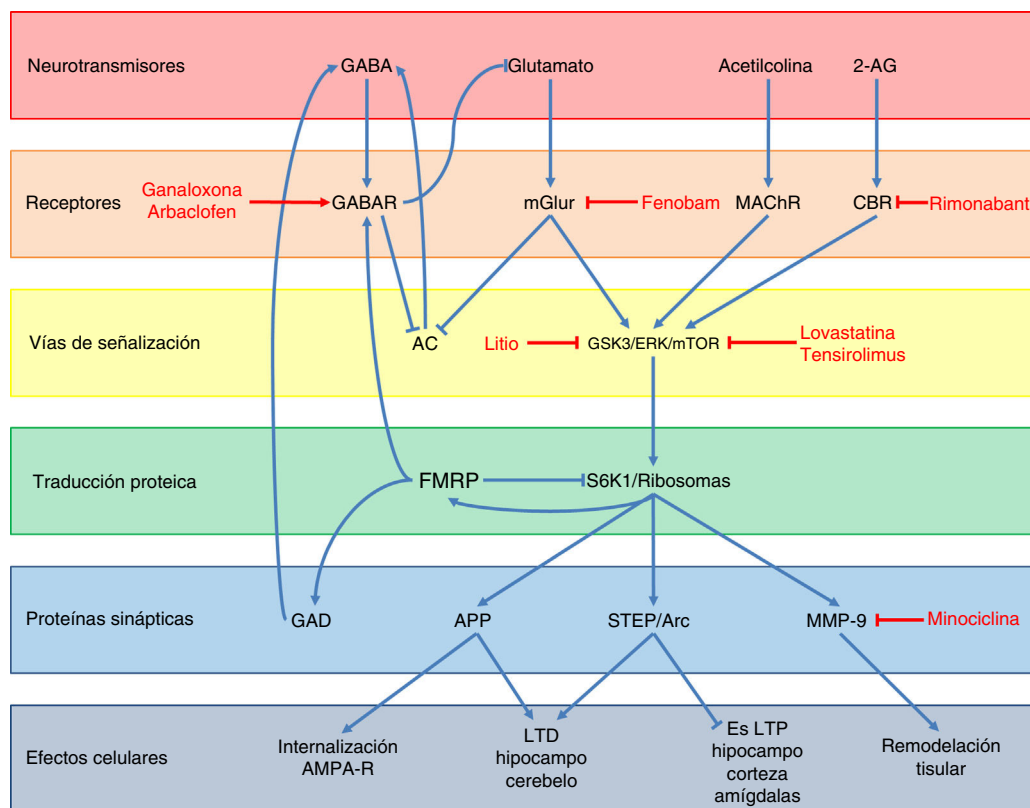 Neurotransmisores
GABA
Glutamato
Acetilcolina
2-AG
Receptores
Ganaloxona
Arbaclofen
GABAR
mGlur
Fenobam
MAChR
CBR
Rimonabant
Vías de señalización
AC
Litio
GSK3/ERK/mTOR
Lovastatina
Tensirolimus
Traducción proteica
FMRP
S6K1/Ribosomas
Proteínas sinápticas
GAD
APP
STEP/Arc
MMP-9
Minociclina
Efectos celulares
Internalización
AMPA-R
LTD
hipocampo
cerebelo
Es LTP
hipocampo
corteza
amígdalas
Remodelación
tisular